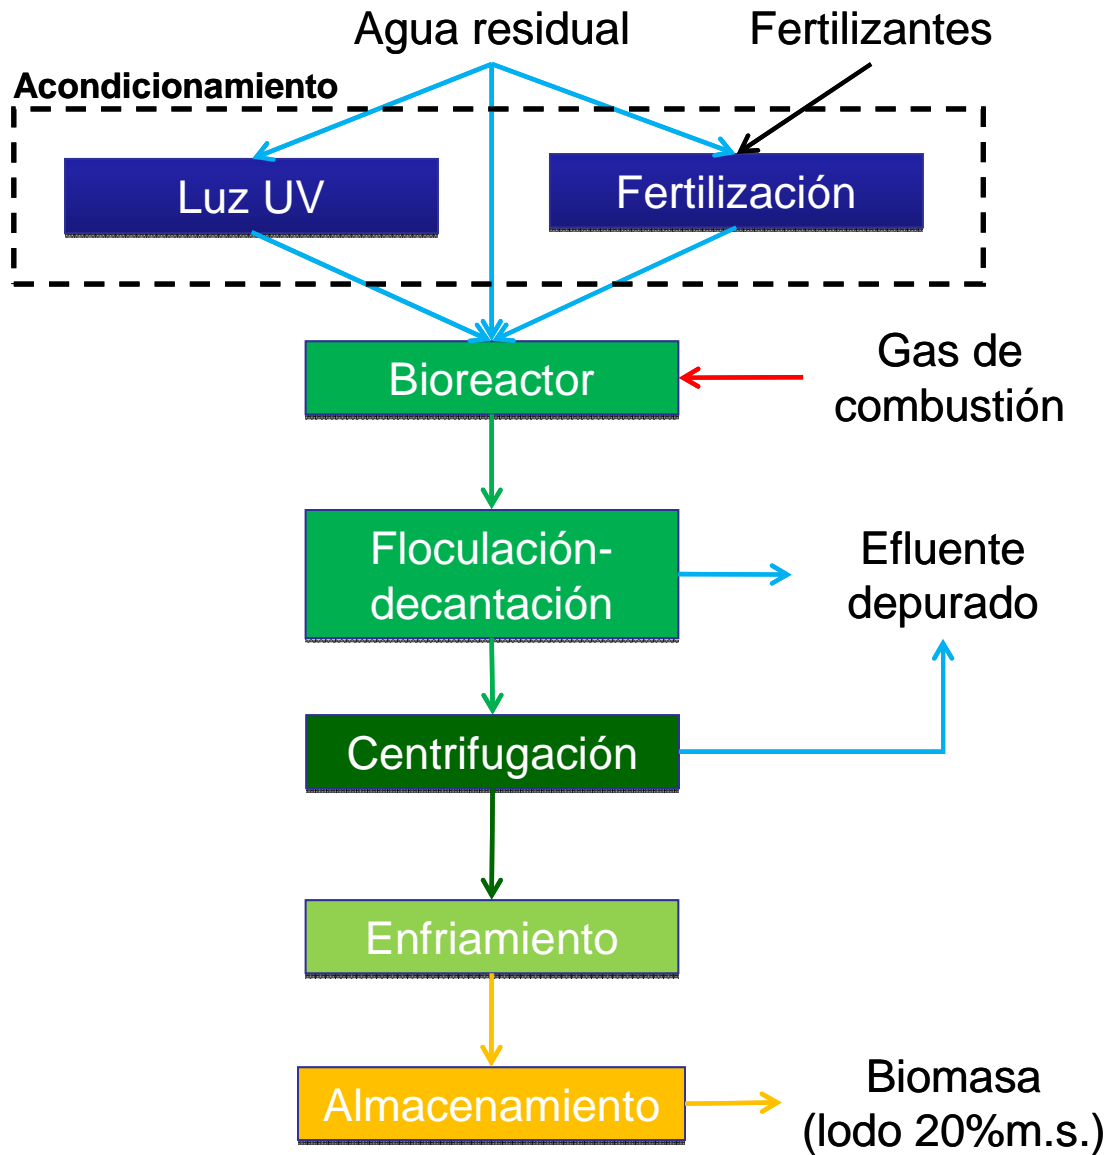 Agua residual
Fertilizantes
Acondicionamiento
Luz UV
Fertilización
Bioreactor
Gas de
combustión
Floculación-
decantación
Efluente
depurado
Centrifugación
Enfriamiento
Almacenamiento
Biomasa
(lodo 20%m.s.)